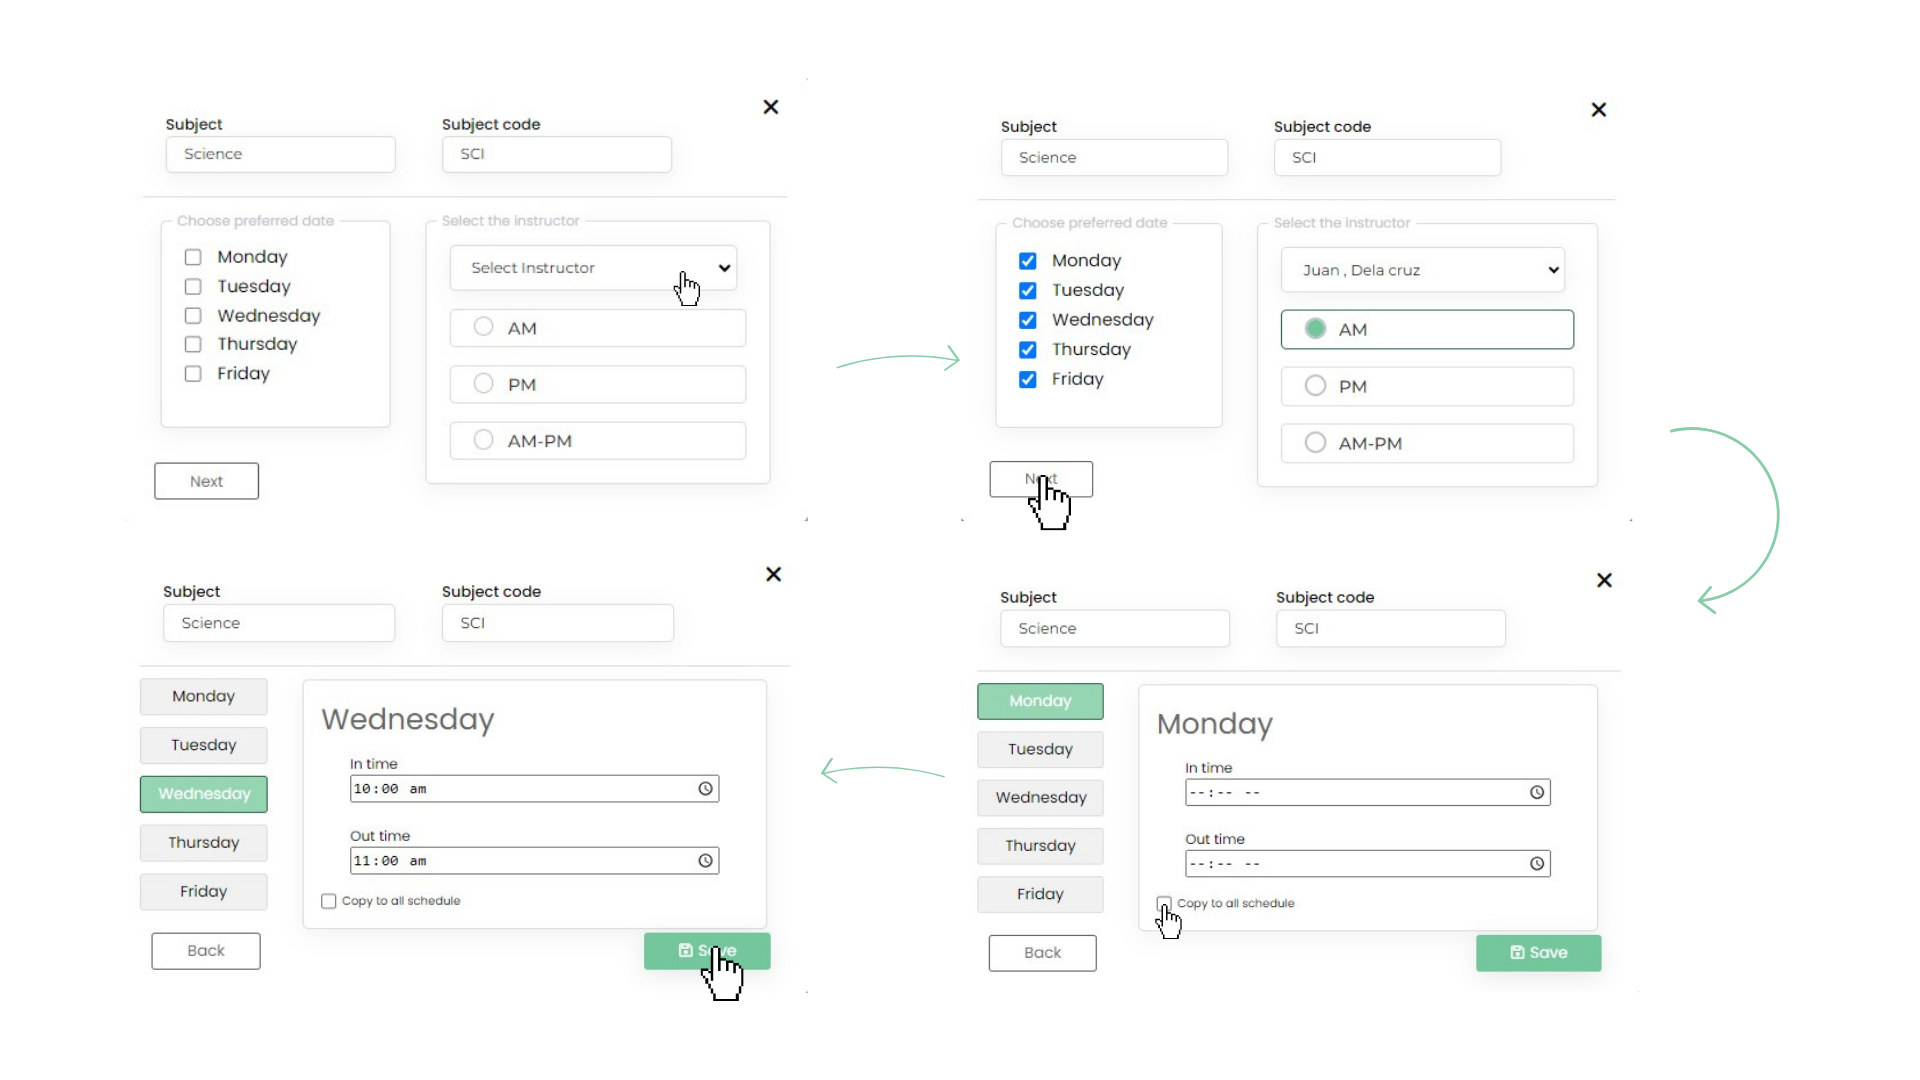 Subject
Subject code
Science
SCI
Choose preferred date
Select the instructor
Monday
Select Instructor
Tuesday
Wednesday
AM
Thursday
Friday
PM
AM-PM
Next
Subject
Subject code
Science
SCI
Choose preferred date
Select the instructor
Monday
Juan , Dela cruz
Tuesday
Wednesday
AM
Thursday
Friday
PM
AM-PM
Next
Subject
Subject code
Science
SCI
Monday
Monday
Tuesday
In time
--:-- --
Wednesday
Out time
Thursday
--:-- --
Friday
Copy to all schedule
Back
Save
Subject
Subject code
Science
SCI
Monday
Wednesday
Tuesday
In time
10:00 am
Wednesday
Out time
Thursday
11:00 am
Friday
Copy to all schedule
Back
Save